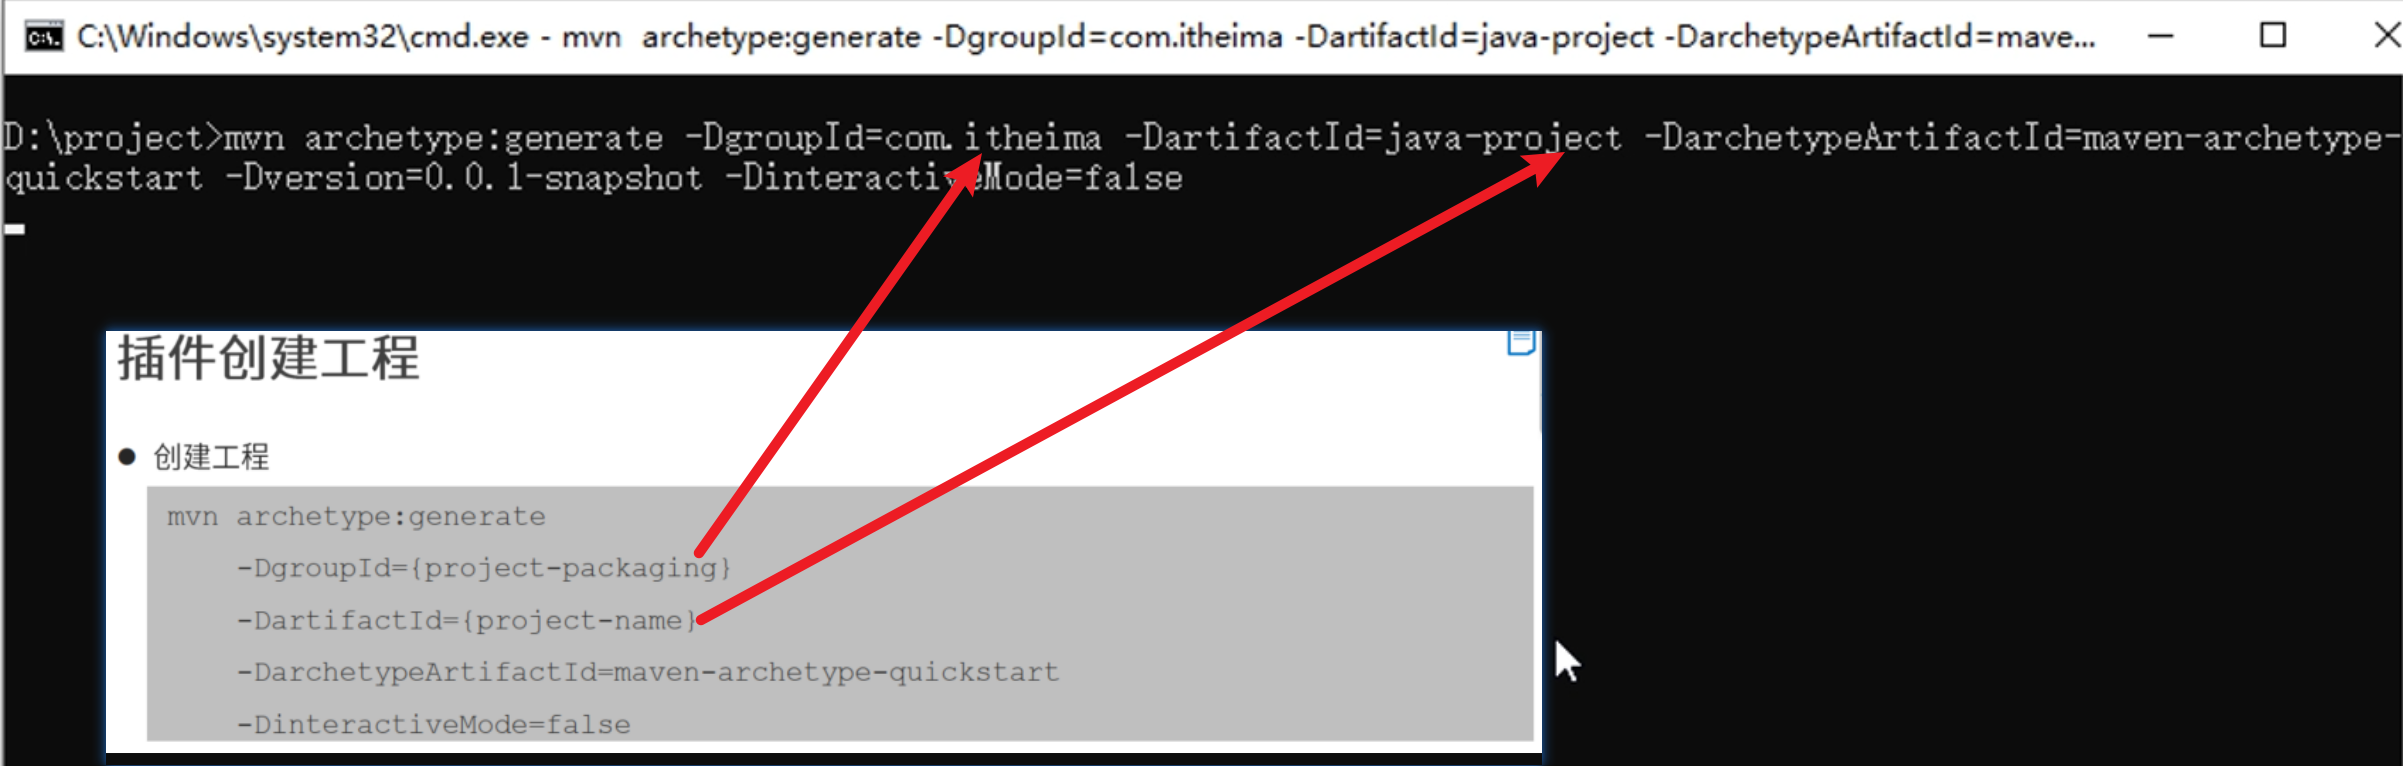 C:\Windows\system32\cmd.exe - mvn  archetype:generate -DgroupId=com.itheima -DartifactId=java-project -DarchetypeArtifactId=mave...
D:\project>mvn archetype:generate -DgroupId=com.itheima -DartifactId=java-project -DarchetypeArtifactId=maven-archetype-
quickstart -Dversion=0.0.1-snapshot -DinteractiveMode=false
插件创建工程
● 创建工程
mvn archetype:generate
-DgroupId={project-packaging}
-DartifactId={project-name}
-DarchetypeArtifactId=maven-archetype-quickstart
-DinteractiveMode=false